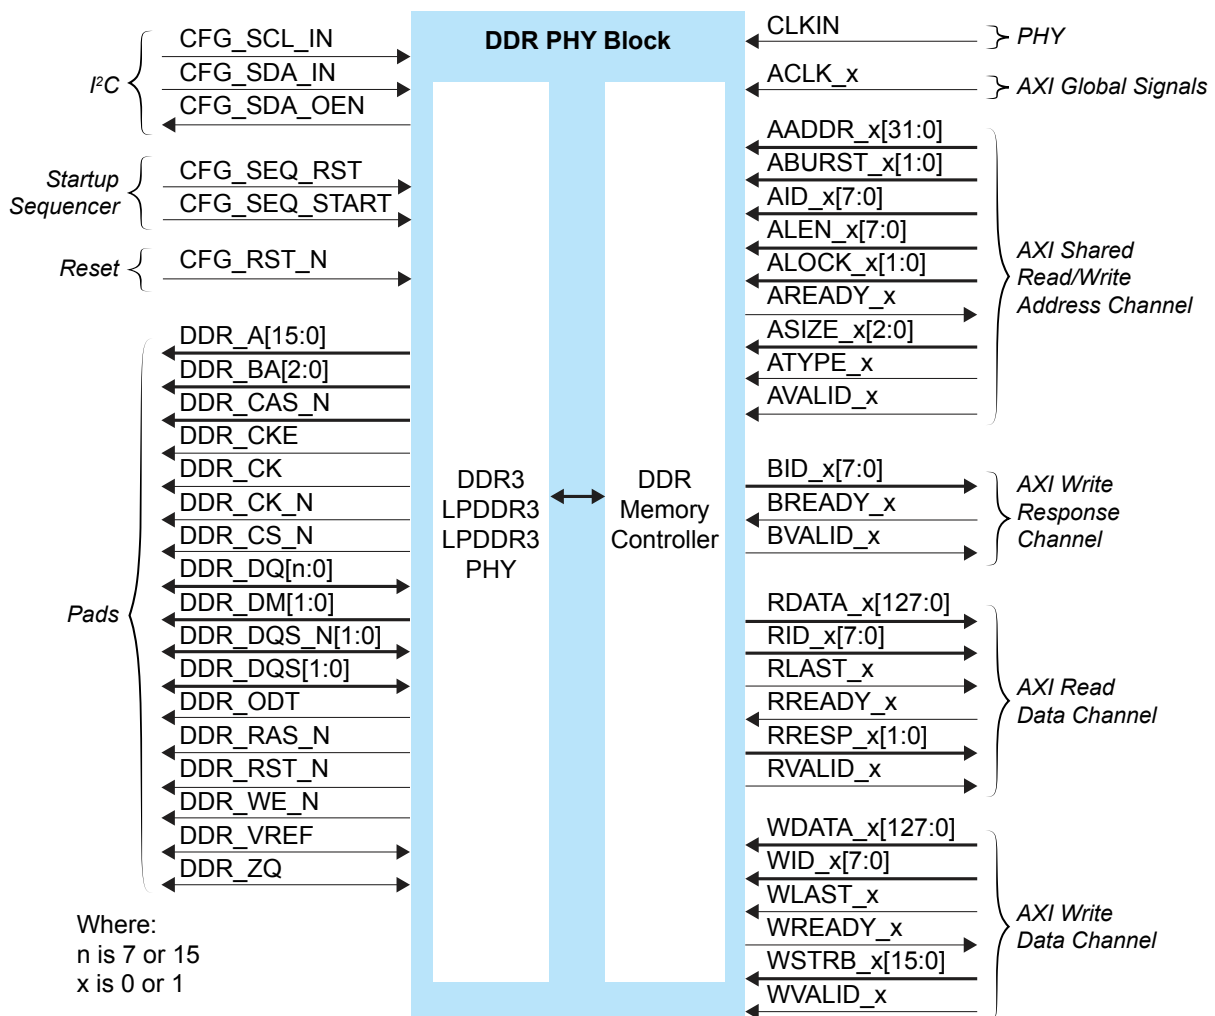 I²C
CFG_SCL_IN
CFG_SDA_IN
CFG_SDA_OEN
Startup
Sequencer
CFG_SEQ_RST
CFG_SEQ_START
Reset
CFG_RST_N
Pads
DDR_A[15:0]
DDR_BA[2:0]
DDR_CAS_N
DDR_CKE
DDR_CK
DDR_CK_N
DDR_CS_N
DDR_DQ[n:0]
DDR_DM[1:0]
DDR_DQS_N[1:0]
DDR_DQS[1:0]
DDR_ODT
DDR_RAS_N
DDR_RST_N
DDR_WE_N
DDR_VREF
DDR_ZQ
Where:
n is 7 or 15
x is 0 or 1
DDR PHY Block
DDR3
LPDDR3
LPDDR3
PHY
DDR
Memory
Controller
CLKIN
PHY
ACLK_x
AXI Global Signals
AADDR_x[31:0]
ABURST_x[1:0]
AID_x[7:0]
ALEN_x[7:0]
ALOCK_x[1:0]
AREADY_x
ASIZE_x[2:0]
ATYPE_x
AVALID_x
AXI Shared
Read/Write
Address Channel
BID_x[7:0]
BREADY_x
BVALID_x
AXI Write
Response
Channel
RDATA_x[127:0]
RID_x[7:0]
RLAST_x
RREADY_x
RRESP_x[1:0]
RVALID_x
AXI Read
Data Channel
WDATA_x[127:0]
WID_x[7:0]
WLAST_x
WREADY_x
WSTRB_x[15:0]
WVALID_x
AXI Write
Data Channel